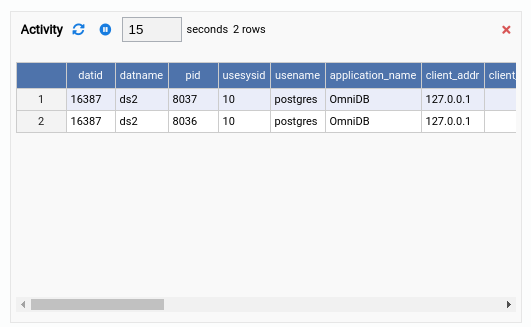 Activity 15 seconds 2 rows
datid datname pid usesysid usename application_name client_addr client_
1 16387 ds2 8037 10 postgres OmniDB 127.0.0.1
2 16387 ds2 8036 10 postgres OmniDB 127.0.0.1